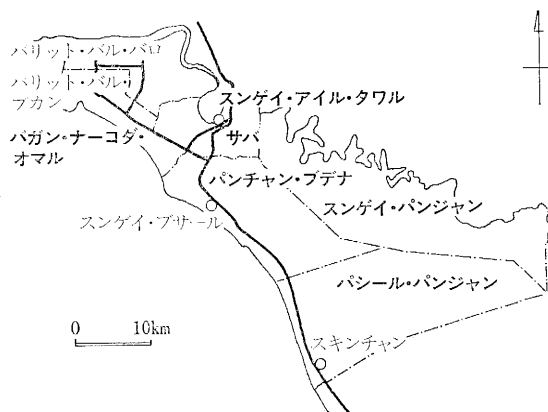 パリット・バル・バロ
パリット・バル・
プカン
スンゲイ・アイル・タワル
バガン・ナーコダ・
オマル
サバ
パンチャン・ブデナ
スンゲイ・パンジャン
スンゲイ・ブサール
パシール・パンジャン
0 10km
スキンチャン